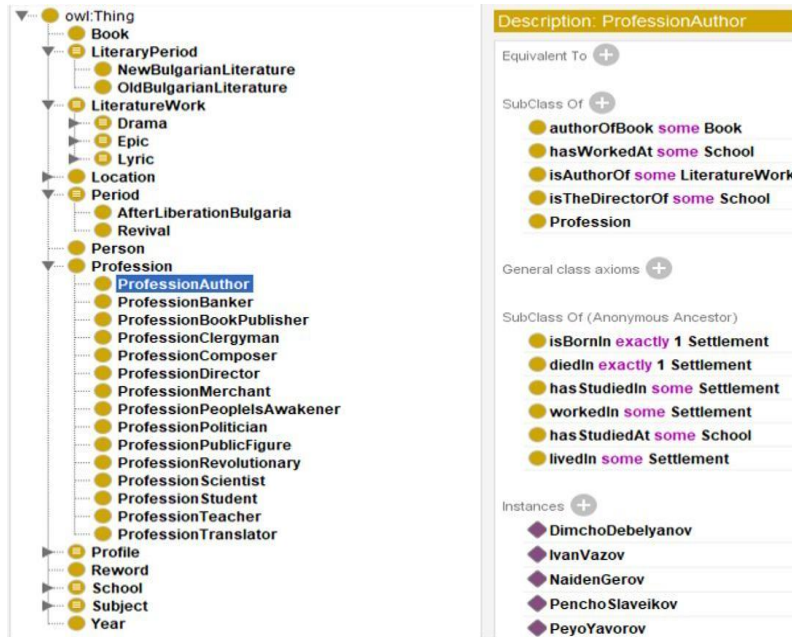 owl:Thing
Book
LiteraryPeriod
NewBulgarianLiterature
OldBulgarianLiterature
LiteratureWork
Drama
Epic
Lyric
Location
Period
AfterLiberationBulgaria
Revival
Person
Profession
ProfessionAuthor
ProfessionBanker
ProfessionBookPublisher
ProfessionClergyman
ProfessionComposer
ProfessionDirector
ProfessionMerchant
ProfessionPeopleIsAwakener
ProfessionPolitician
ProfessionPublicFigure
ProfessionRevolutionary
ProfessionScientist
ProfessionStudent
ProfessionTeacher
ProfessionTranslator
Profile
Reword
School
Subject
Year
Description: ProfessionAuthor
Equivalent To
SubClass Of
authorOfBook some Book
hasWorkedAt some School
isAuthorOf some LiteratureWork
isTheDirectorOf some School
Profession
General class axioms
SubClass Of (Anonymous Ancestor)
isBornIn exactly 1 Settlement
diedIn exactly 1 Settlement
hasStudiedIn some Settlement
workedIn some Settlement
hasStudiedAt some School
livedIn some Settlement
Instances
DimchoDebelyanov
IvanVazov
NaidenGerov
PenchoSlaveikov
PeyoYavorov